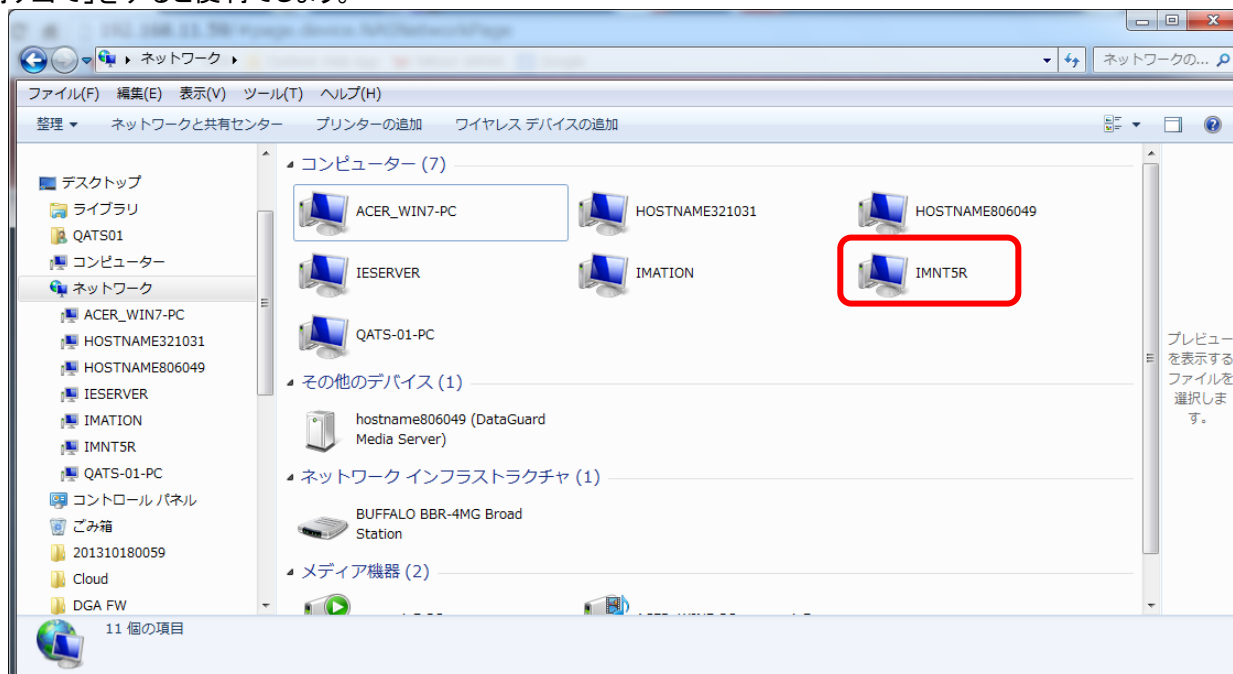 192.168.11.59/#page.device.NASNetworkPage
ネットワーク
ネットワークの...
ファイル(F) 編集(E) 表示(V) ツール(T) ヘルプ(H)
整理 ネットワークと共有センター プリンターの追加 ワイヤレス デバイスの追加
デスクトップ
ライブラリ
QATS01
コンピューター
ネットワーク
ACER_WIN7-PC
HOSTNAME321031
HOSTNAME806049
IESERVER
IMATION
IMNT5R
QATS-01-PC
コントロール パネル
ごみ箱
201310180059
Cloud
DGA FW
コンピューター (7)
ACER_WIN7-PC HOSTNAME321031 HOSTNAME806049
IESERVER IMATION IMNT5R
QATS-01-PC
その他のデバイス (1)
hostname806049 (DataGuard
Media Server)
ネットワーク インフラストラクチャ (1)
BUFFALO BBR-4MG Broad
Station
メディア機器 (2)
プレビュー
を表示する
ファイルを
選択しま
す。
11 個の項目